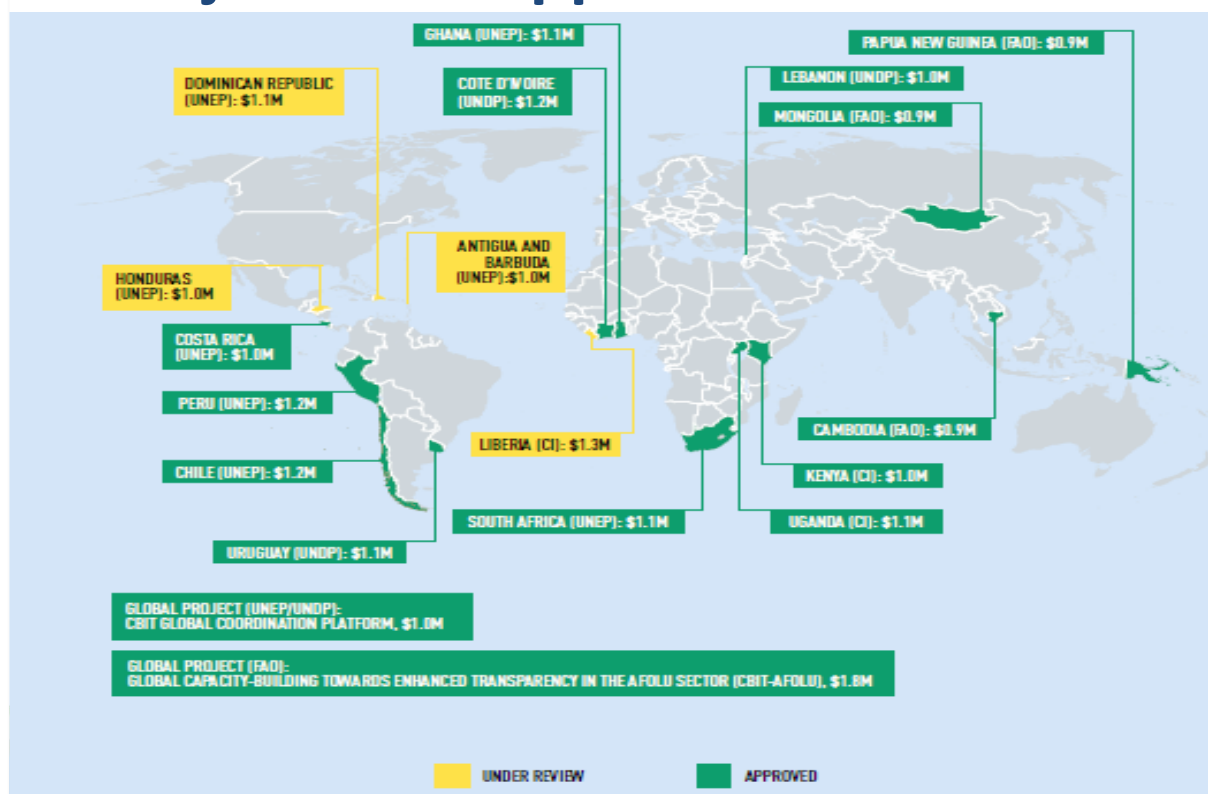 GHANA (UNEP): $1.1M
PAPUA NEW GUINEA (FAO): $0.9M
DOMINICAN REPUBLIC
(UNEP): $1.1M
COTE D'IVOIRE
(UNDP): $1.2M
LEBANON (UNDP): $1.0M
MONGOLIA (FAO): $0.9M
ANTIGUA AND
BARBUDA
(UNEP):$1.0M
HONDURAS
(UNEP): $1.0M
COSTA RICA
(UNEP): $1.0M
PERU (UNEP): $1.2M
CHILE (UNEP): $1.2M
LIBERIA (CI): $1.3M
CAMBODIA (FAO): $0.9M
KENYA (CI): $1.0M
SOUTH AFRICA (UNEP): $1.1M
UGANDA (CI): $1.1M
URUGUAY (UNDP): $1.1M
GLOBAL PROJECT (UNEP/UNDP):
CBIT GLOBAL COORDINATION PLATFORM, $1.0M
GLOBAL PROJECT (FAO):
GLOBAL CAPACITY-BUILDING TOWARDS ENHANCED TRANSPARENCY IN THE AFOLU SECTOR (CBIT-AFOLU), $1.8M
UNDER REVIEW
APPROVED